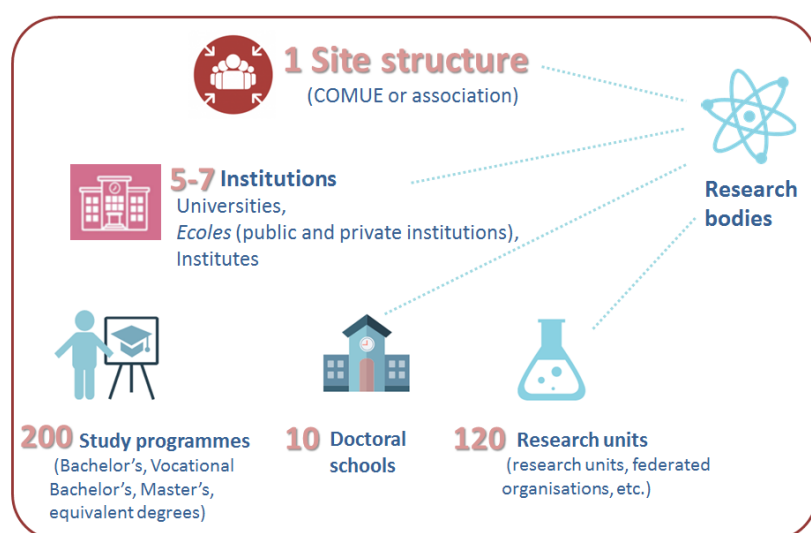 1 Site structure
(COMUE or association)
5-7 Institutions
Universities,
Ecoles (public and private institutions),
Institutes
Research
bodies
200 Study programmes
(Bachelor's, Vocational
Bachelor's, Master's,
equivalent degrees)
10 Doctoral
schools
120 Research units
(research units, federated
organisations, etc.)